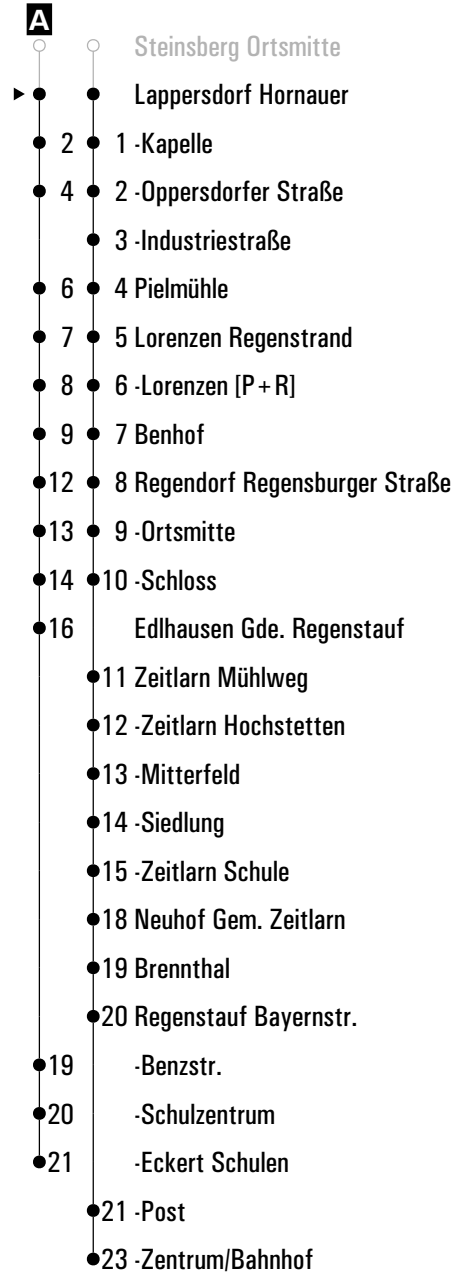 A
Steinsberg Ortsmitte
Lappersdorf Hornauer
2 1 -Kapelle
4 2 -Oppersdorfer Straße
3 -Industriestraße
6 4 Pielmühle
7 5 Lorenzen Regenstrand
8 6 -Lorenzen [P+R]
9 7 Benhof
12 8 Regendorf Regensburger Straße
13 9 -Ortsmitte
14 10 -Schloss
16 Edlhausen Gde. Regenstauf
11 Zeitlarn Mühlweg
12 -Zeitlarn Hochstetten
13 -Mitterfeld
14 -Siedlung
15 -Zeitlarn Schule
18 Neuhof Gem. Zeitlarn
19 Brennthal
20 Regenstauf Bayernstr.
19 -Benzstr.
20 -Schulzentrum
21 -Eckert Schulen
21 -Post
23 -Zentrum/Bahnhof